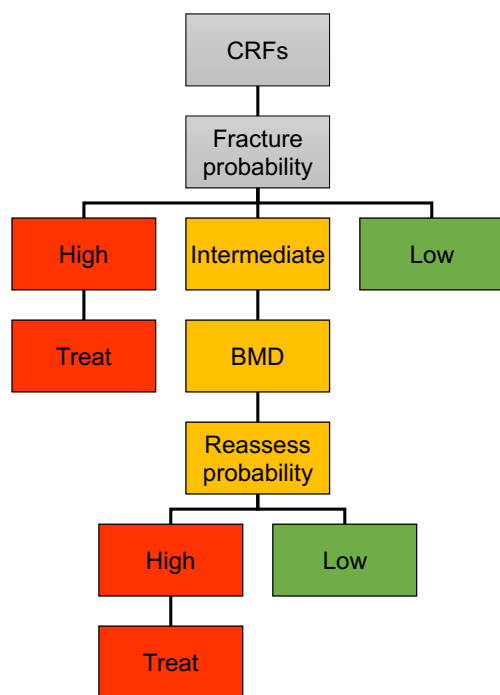 CRFs
Fracture
probability
High
Intermediate
Low
Treat
BMD
Reassess
probability
High
Low
Treat